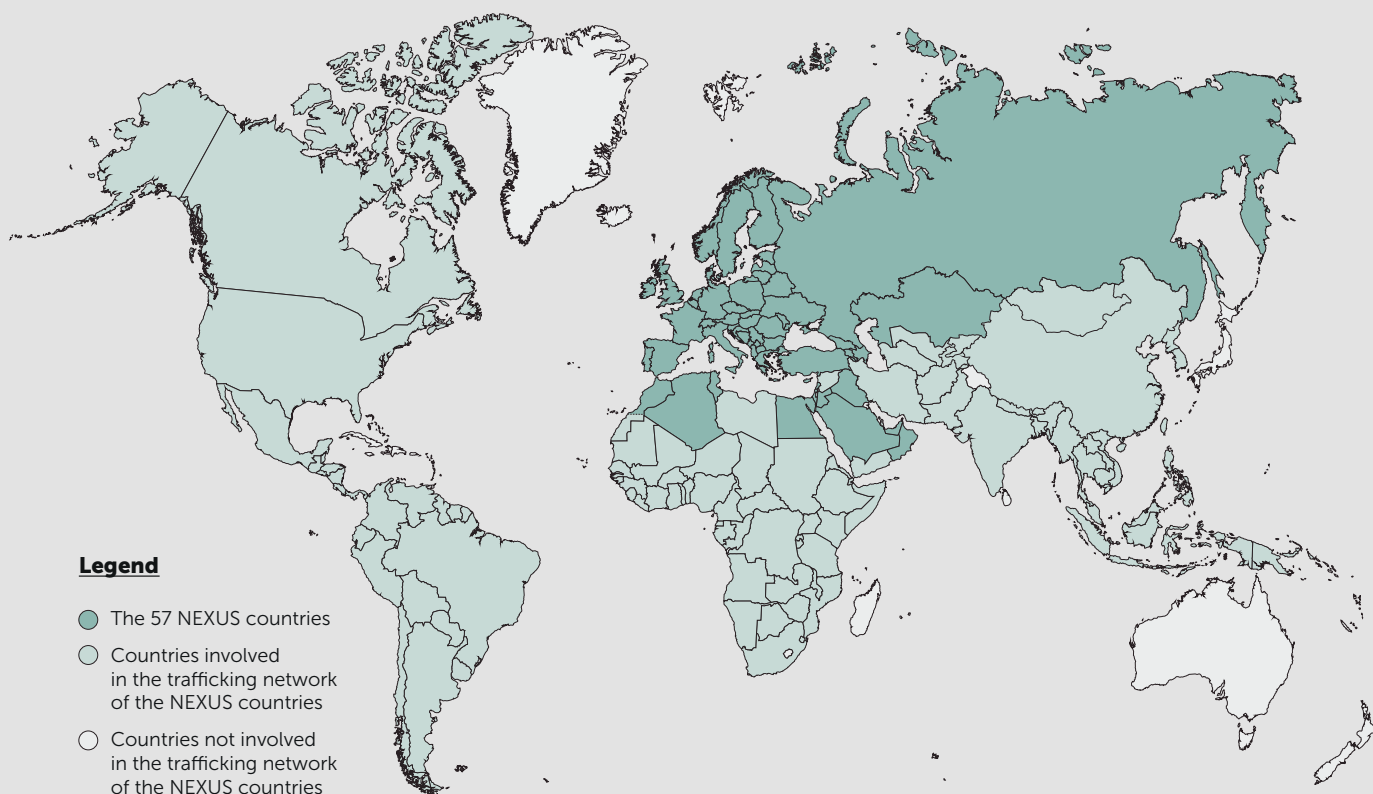 Legend
The 57 NEXUS countries
Countries involved
in the trafficking network
of the NEXUS countries
Countries not involved
in the trafficking network
of the NEXUS countries